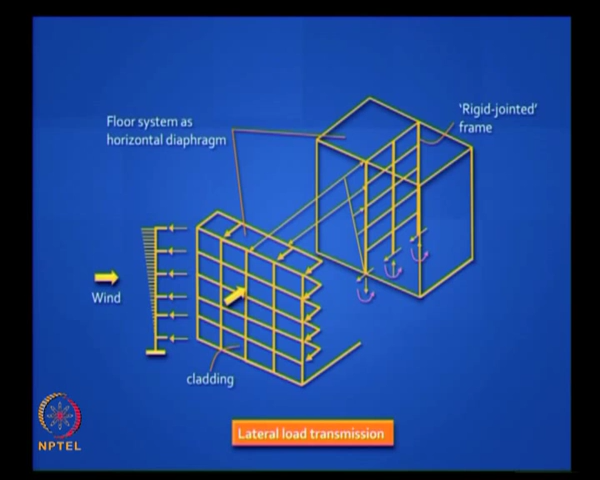 Floor system as
horizontal diaphragm
'Rigid-jointed'
frame
Wind
cladding
NPTEL
Lateral load transmission